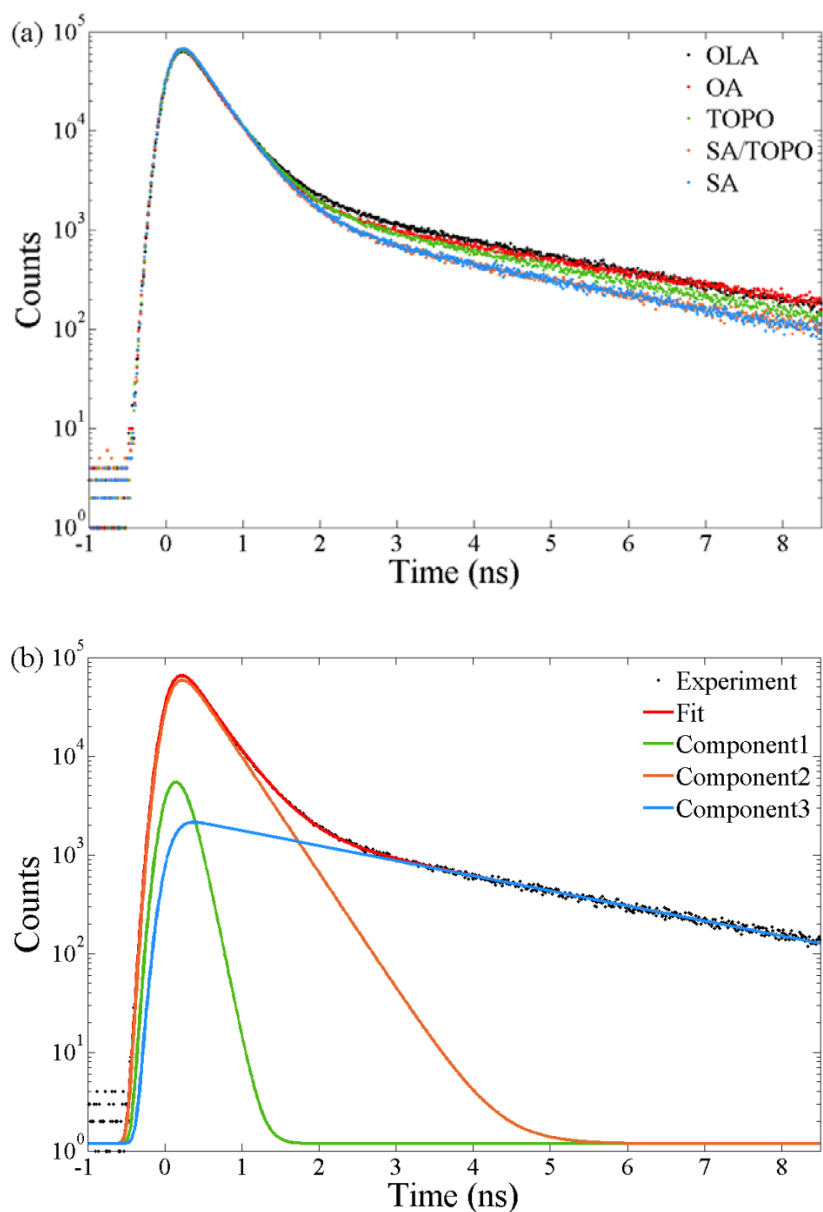 (a)
10^5
10^4
10^3
10^2
10^1
10^0
Counts
OLA
OA
TOPO
SA/TOPO
SA
-1 0 1 2 3 4 5 6 7 8
Time (ns)
(b)
10^5
10^4
10^3
10^2
10^1
10^0
Counts
Experiment
Fit
Component1
Component2
Component3
-1 0 1 2 3 4 5 6 7 8
Time (ns)